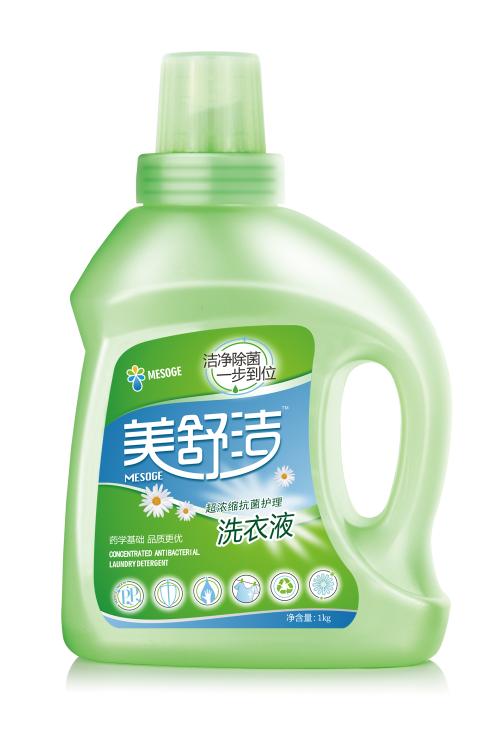 MESOGE
洁净除菌
一步到位
美舒洁™
MESOGE
超浓缩抗菌护理
洗衣液
药学基础 品质更优
CONCENTRATED ANTIBACTERIAL
LAUNDRY DETERGENT
净含量：1kg